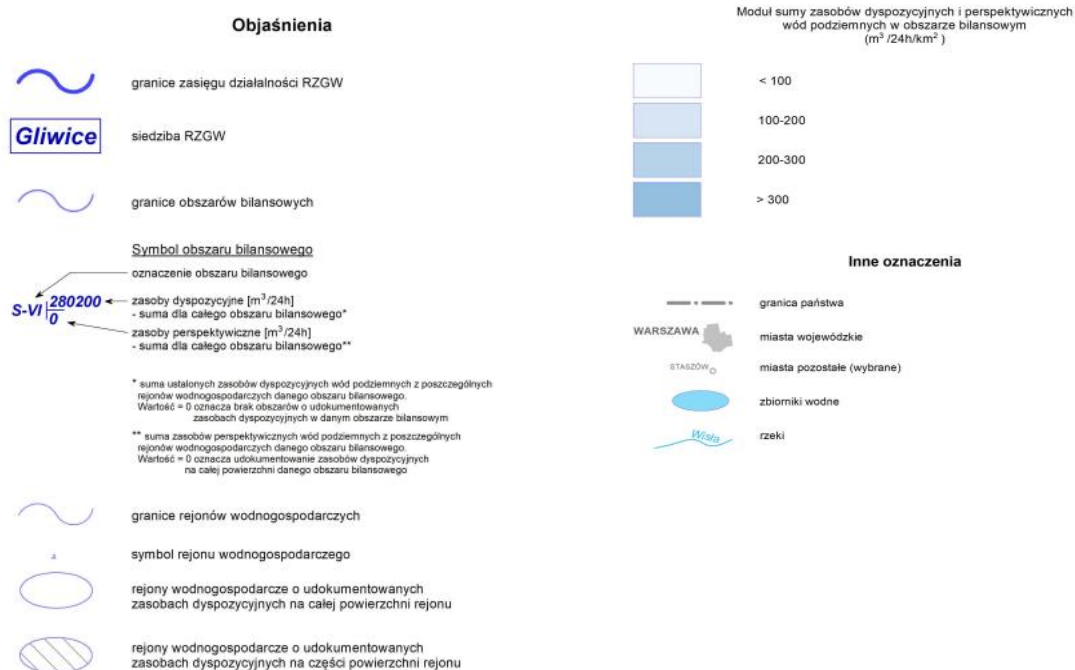 Objaśnienia
granice zasięgu działalności RZGW
Gliwice
siedziba RZGW
granice obszarów bilansowych
Symbol obszaru bilansowego
oznaczenie obszaru bilansowego
S-VI 280200
0
zasoby dyspozycyjne [m³/24h]
- suma dla całego obszaru bilansowego*
zasoby perspektywiczne [m³/24h]
- suma dla całego obszaru bilansowego**
* suma ustalonych zasobów dyspozycyjnych wód podziemnych z poszczególnych
rejonów wodnogospodarczych danego obszaru bilansowego.
Wartość = 0 oznacza brak obszarów o udokumentowanych
zasobach dyspozycyjnych w danym obszarze bilansowym
** suma zasobów perspektywicznych wód podziemnych z poszczególnych
rejonów wodnogospodarczych danego obszaru bilansowego.
Wartość = 0 oznacza udokumentowanie zasobów dyspozycyjnych
na całej powierzchni danego obszaru bilansowego
granice rejonów wodnogospodarczych
symbol rejonu wodnogospodarczego
rejony wodnogospodarcze o udokumentowanych
zasobach dyspozycyjnych na całej powierzchni rejonu
rejony wodnogospodarcze o udokumentowanych
zasobach dyspozycyjnych na części powierzchni rejonu
Moduł sumy zasobów dyspozycyjnych i perspektywicznych
wód podziemnych w obszarze bilansowym
(m³ /24h/km² )
< 100
100-200
200-300
> 300
Inne oznaczenia
granica państwa
WARSZAWA
miasta wojewódzkie
STASZÓW
miasta pozostałe (wybrane)
zbiorniki wodne
Wisła
rzeki